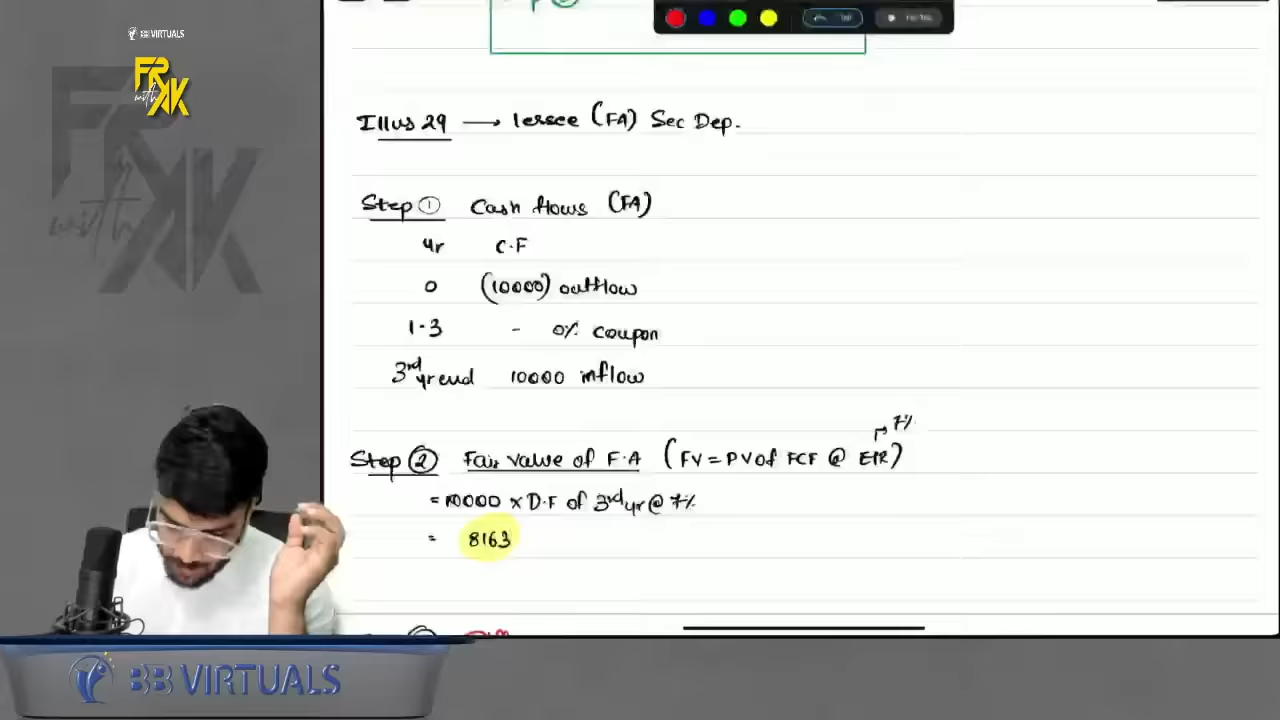 BB VIRTUALS
FR
with
AK
Illus 29 → lessee (FA) Sec Dep.
Step ① Cash flows (FA)
yr C.F
0 (10000) outflow
1-3 - 0% coupon
3rd yr end 10000 inflow
7%
Step ② Fair value of F.A (FV = PV of FCF @ EIR)
= 10000 x D.F of 3rd yr @ 7%
= 8163
BB VIRTUALS